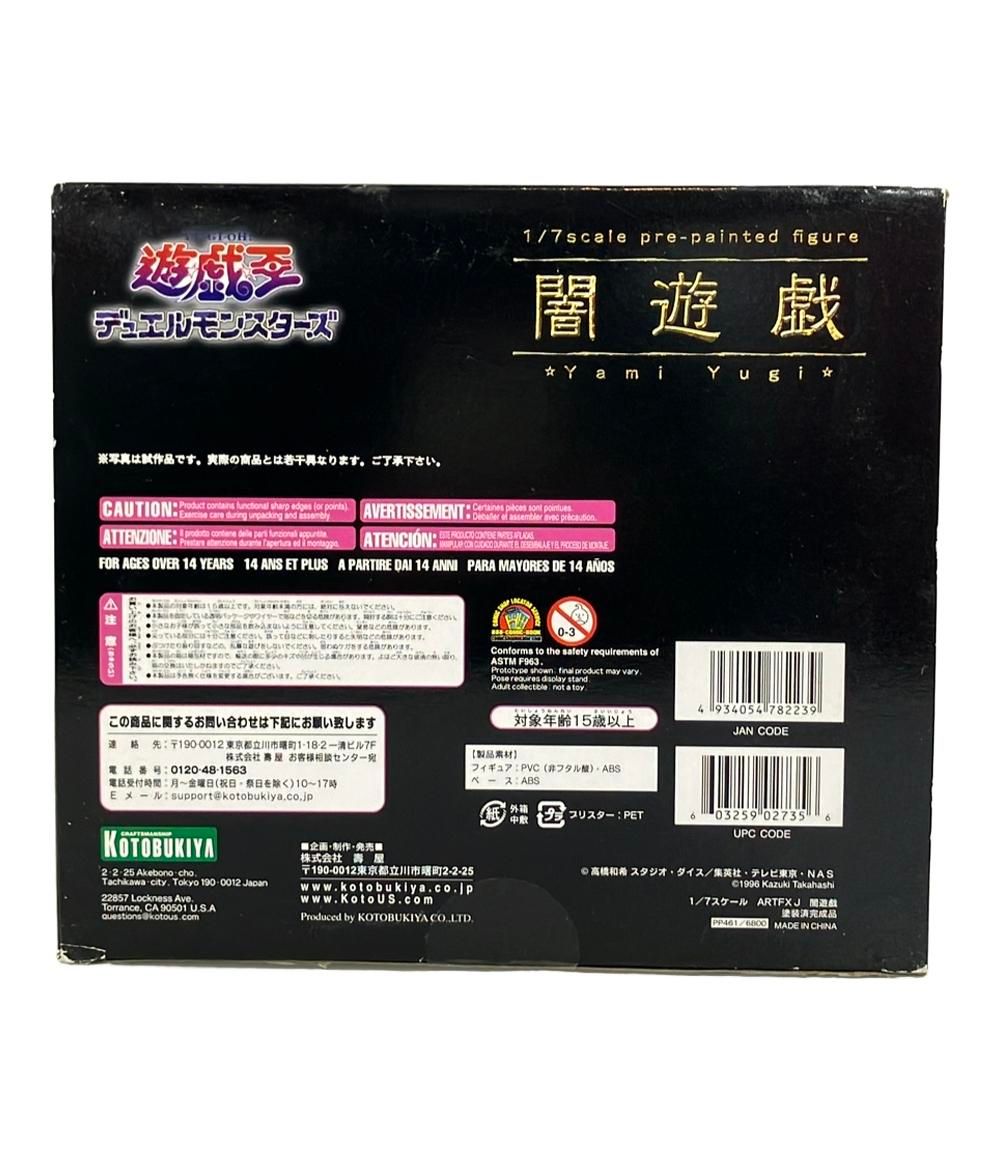 遊戯王
デュエルモンスターズ
1/7scale pre-painted figure
闇遊戯
☆Yami Yugi☆
※写真は試作品です。実際の商品とは若干異なります。ご了承下さい。
CAUTION: Product contains functional sharp edges (or points).
Exercise care during unpacking and assembly.
AVERTISSEMENT: Certaines pièces sont pointues.
Déballer et assembler avec précaution.
ATTENZIONE: Il prodotto contiene delle parti funzionali appuntite.
Prestare attenzione durante l'apertura ed il montaggio.
ATENCIÓN: ESTE PRODUCTO CONTIENE PARTES AFILADAS.
MANIPULAR CON CUIDADO DURANTE EL DESEMBALAJE Y EL PROCESO DE MONTAJE.
FOR AGES OVER 14 YEARS 14 ANS ET PLUS A PARTIRE DAI 14 ANNI PARA MAYORES DE 14 AÑOS
注意
COMIC SHOP LOCATOR SERVICE
888-COMIC-BOOK
0-3
Conforms to the safety requirements of
ASTM F963.
Prototype shown: final product may vary.
Pose requires display stand.
Adult collectible: not a toy.
対象年齢15歳以上
4 934054 782239
JAN CODE
この商品に関するお問い合わせは下記にお願い致します
連絡先:〒190-0012 東京都立川市曙町1-18-2 一清ビル7F
株式会社 壽屋 お客様相談センター宛
電話番号:0120-48-1563
電話受付時間:月〜金曜日(祝日・祭日を除く)10〜17時
Eメール:support@kotobukiya.co.jp
【製品素材】
フィギュア:PVC(非フタル酸)・ABS
ベース:ABS
紙 外箱
中敷
プラ ブリスター:PET
6 03259 02735 6
UPC CODE
CRAFTSMANSHIP
KOTOBUKIYA
2-2-25 Akebono-cho.
Tachikawa-city, Tokyo 190-0012 Japan
22857 Lockness Ave.
Torrance, CA 90501 U.S.A
questions@kotous.com
■企画・制作・発売■
株式会社 壽屋
〒190-0012東京都立川市曙町2-2-25
www.kotobukiya.co.jp
www.KotoUS.com
Produced by KOTOBUKIYA CO.,LTD.
©高橋和希 スタジオ・ダイス/集英社・テレビ東京・NAS
©1996 Kazuki Takahashi
1/7スケール ARTFX J 闇遊戯
塗装済完成品
PP461/6800 MADE IN CHINA